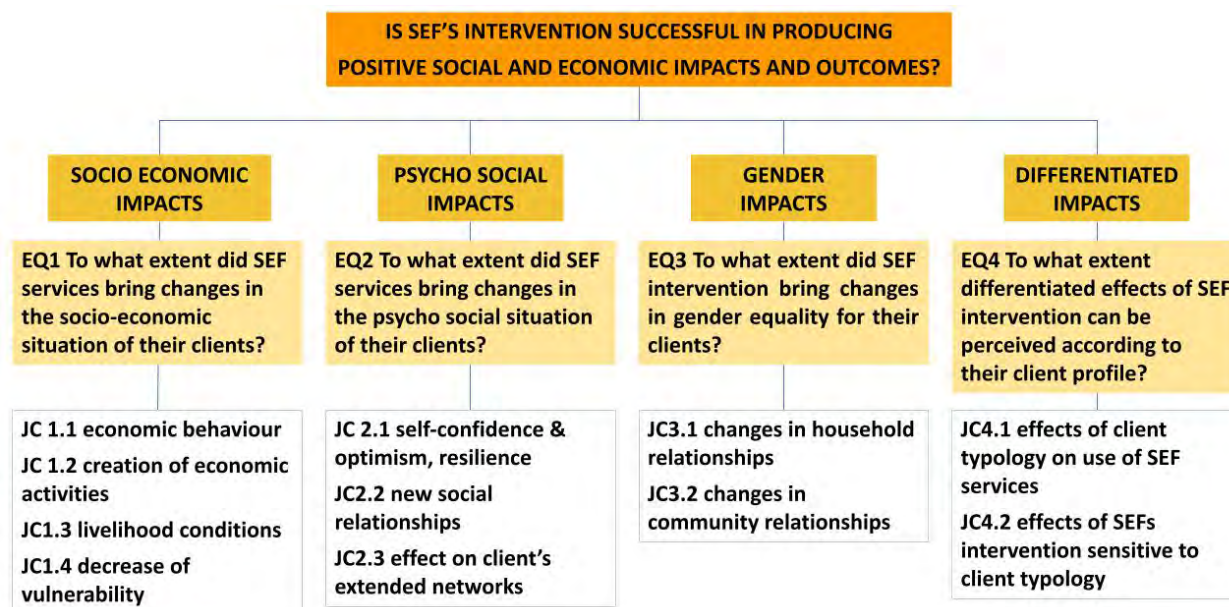 IS SEF'S INTERVENTION SUCCESSFUL IN PRODUCING
POSITIVE SOCIAL AND ECONOMIC IMPACTS AND OUTCOMES?
SOCIO ECONOMIC
IMPACTS
EQ1 To what extent did SEF
services bring changes in
the socio-economic
situation of their clients?
JC 1.1 economic behaviour
JC 1.2 creation of economic
activities
JC1.3 livelihood conditions
JC1.4 decrease of
vulnerability
PSYCHO SOCIAL
IMPACTS
EQ2 To what extent did SEF
services bring changes in
the psycho social situation
of their clients?
JC 2.1 self-confidence &
optimism, resilience
JC2.2 new social
relationships
JC2.3 effect on client's
extended networks
GENDER
IMPACTS
EQ3 To what extent did SEF
intervention bring changes
in gender equality for their
clients?
JC3.1 changes in household
relationships
JC3.2 changes in
community relationships
DIFFERENTIATED
IMPACTS
EQ4 To what extent
differentiated effects of SEF
intervention can be
perceived according to
their client profile?
JC4.1 effects of client
typology on use of SEF
services
JC4.2 effects of SEFs
intervention sensitive to
client typology